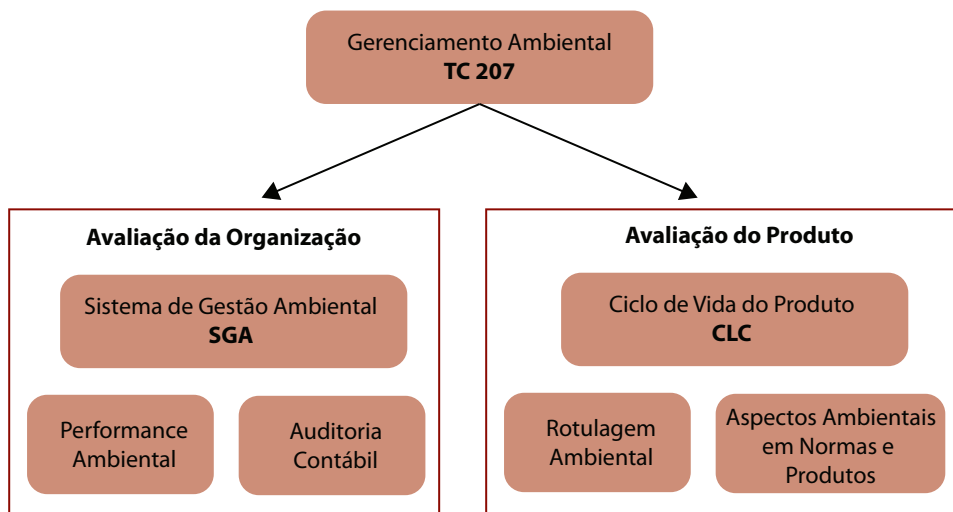 Gerenciamento Ambiental
TC 207
Avaliação da Organização
Sistema de Gestão Ambiental
SGA
Performance
Ambiental
Auditoria
Contábil
Avaliação do Produto
Ciclo de Vida do Produto
CLC
Rotulagem
Ambiental
Aspectos Ambientais
em Normas e
Produtos